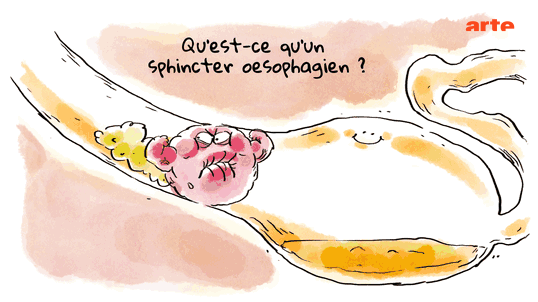 arte
Qu'est-ce qu'un
sphincter oesophagien ?